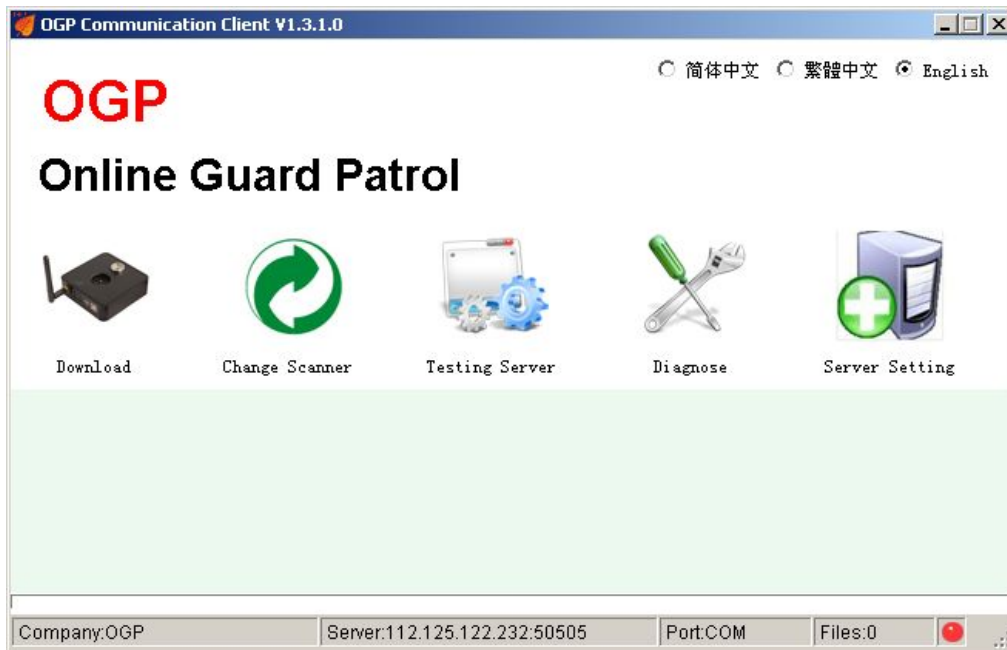 OGP Communication Client V1.3.1.0
简体中文 繁體中文 English
OGP
Online Guard Patrol
Download Change Scanner Testing Server Diagnose Server Setting
Company:OGP Server:112.125.122.232:50505 Port:COM Files:0